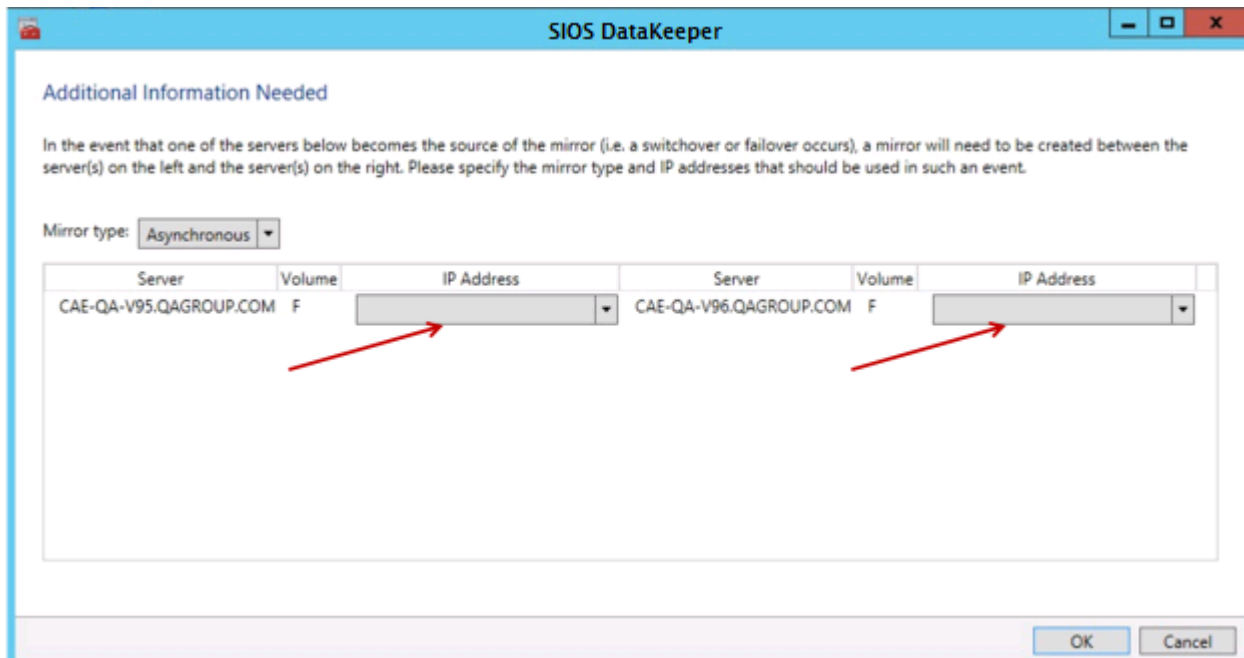 SIOS DataKeeper
Additional Information Needed
In the event that one of the servers below becomes the source of the mirror (i.e. a switchover or failover occurs), a mirror will need to be created between the
server(s) on the left and the server(s) on the right. Please specify the mirror type and IP addresses that should be used in such an event.
Mirror type: Asynchronous
Server Volume IP Address Server Volume IP Address
CAE-QA-V95.QAGROUP.COM F CAE-QA-V96.QAGROUP.COM F
OK Cancel